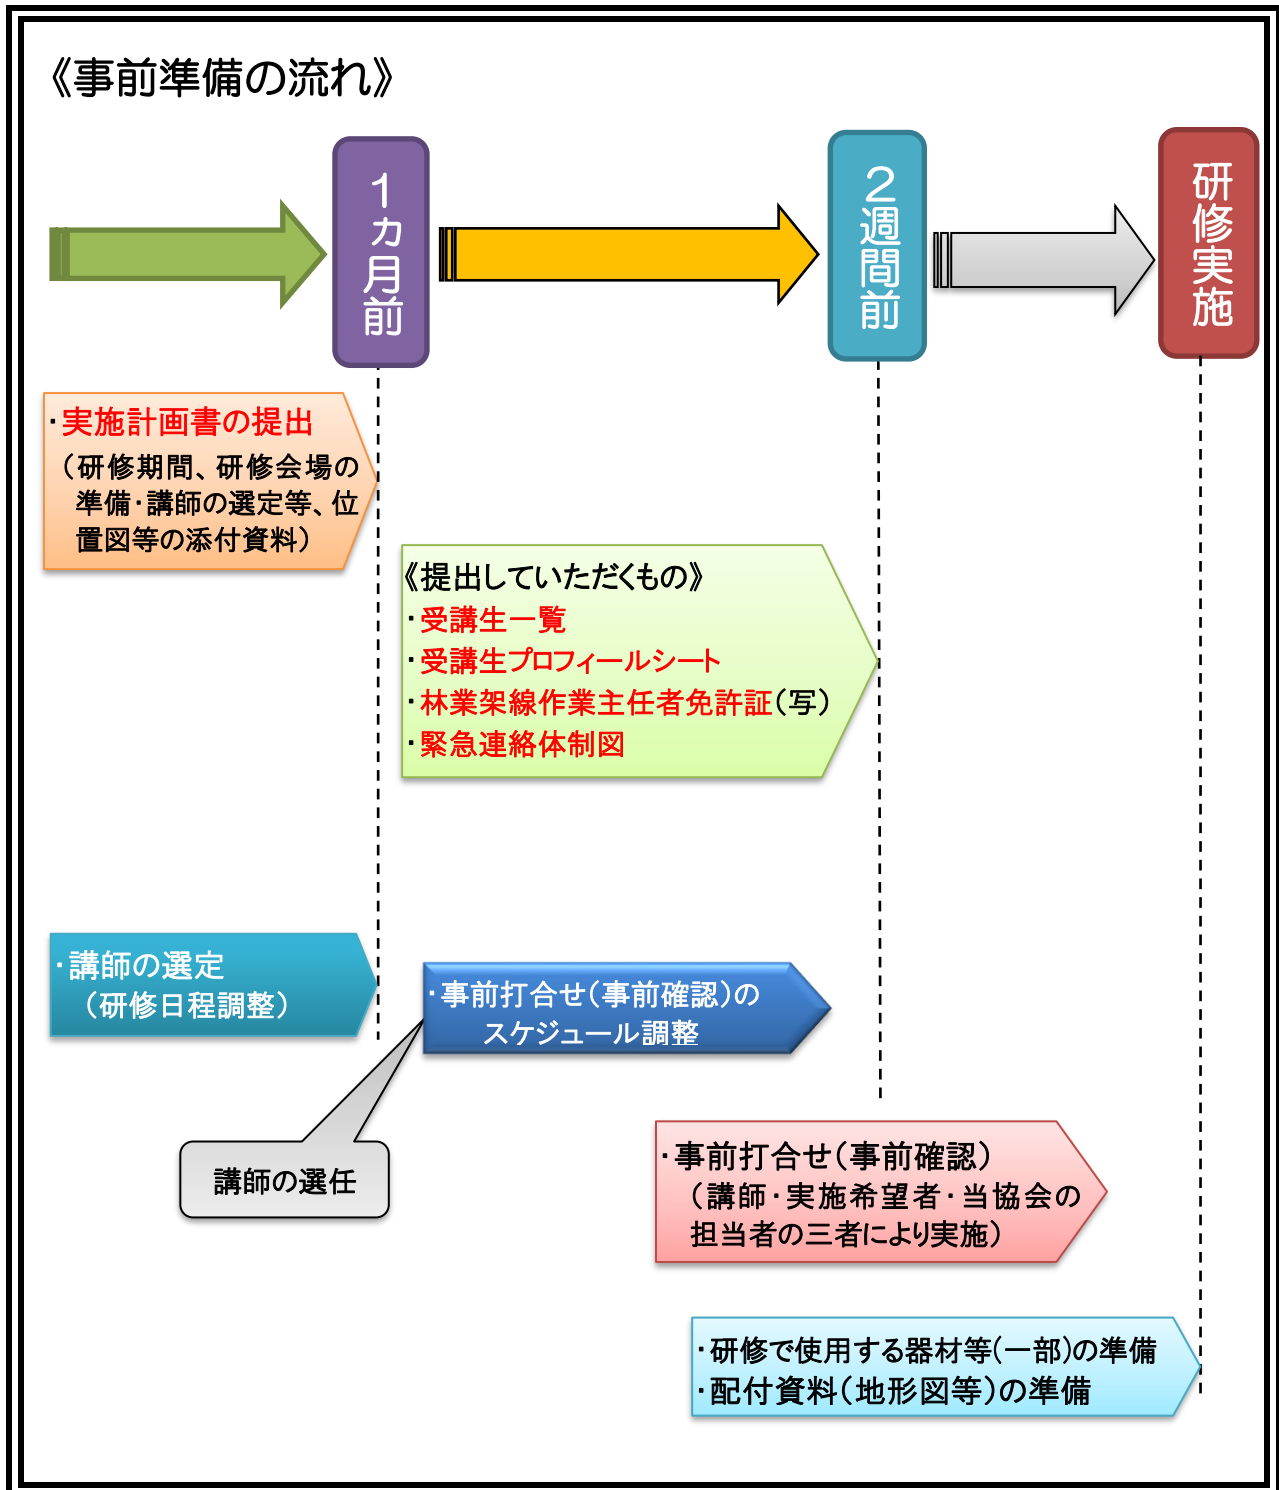 《事前準備の流れ》
1ヵ月前
2週間前
研修実施
・実施計画書の提出
（研修期間、研修会場の
準備・講師の選定等、位
置図等の添付資料）
《提出していただくもの》
・受講生一覧
・受講生プロフィールシート
・林業架線作業主任者免許証（写）
・緊急連絡体制図
・講師の選定
（研修日程調整）
・事前打合せ（事前確認）の
スケジュール調整
講師の選任
・事前打合せ（事前確認）
（講師・実施希望者・当協会の
担当者の三者により実施）
・研修で使用する器材等(一部)の準備
・配付資料（地形図等）の準備